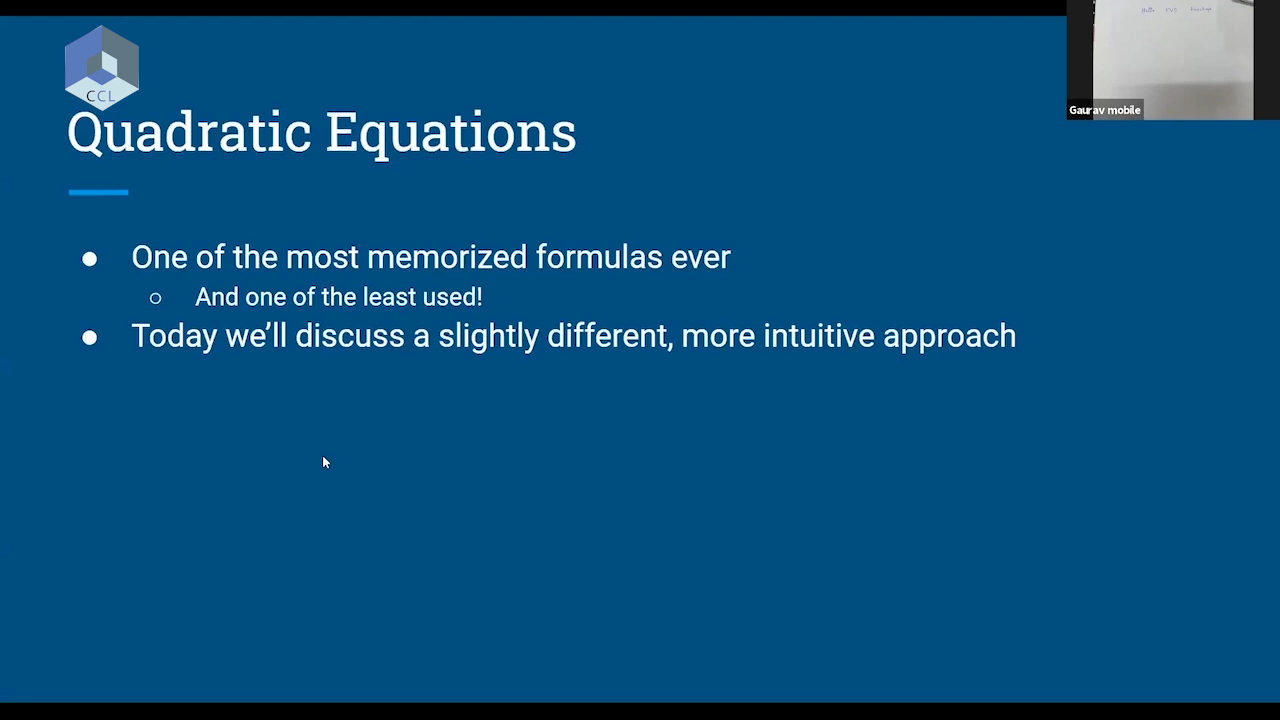 CCL
Quadratic Equations
● One of the most memorized formulas ever
○ And one of the least used!
● Today we’ll discuss a slightly different, more intuitive approach
Gaurav mobile